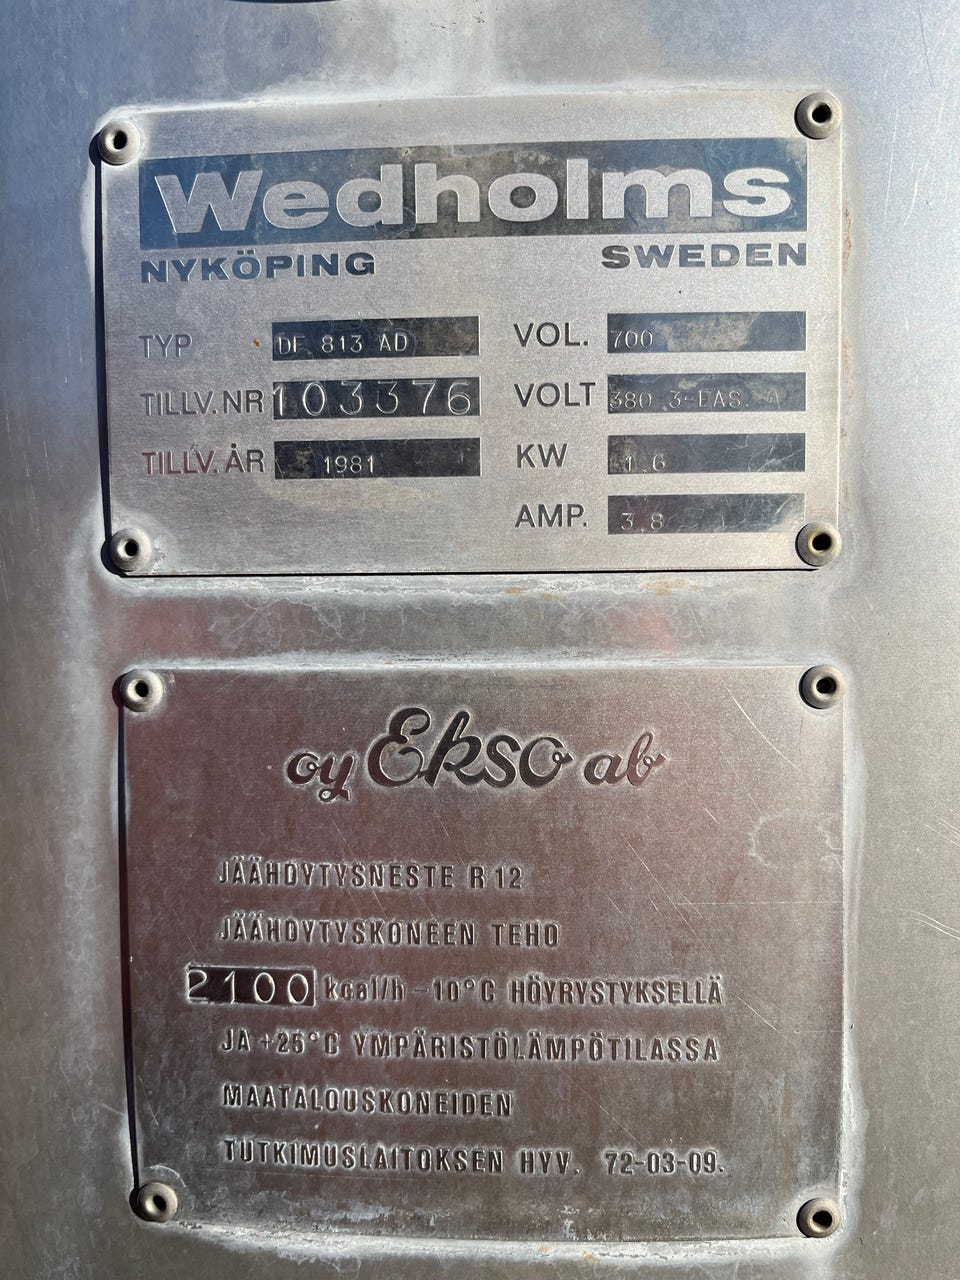 Wedholms
NYKÖPING SWEDEN
TYP DF 813 AD VOL. 700
TILLV. NR 103376 VOLT 380 3-FAS.
TILLV. ÅR 1981 KW 1,6
AMP. 3,8
oy Ekso ab
JÄÄHDYTYSNESTE R 12
JÄÄHDYTYSKONEEN TEHO
2100 kcal/h -10°C HÖYRYSTYKSELLÄ
JA +25°C YMPÄRISTÖLÄMPÖTILASSA
MAATALOUSKONEIDEN
TUTKIMUSLAITOKSEN HYV. 72-03-09.